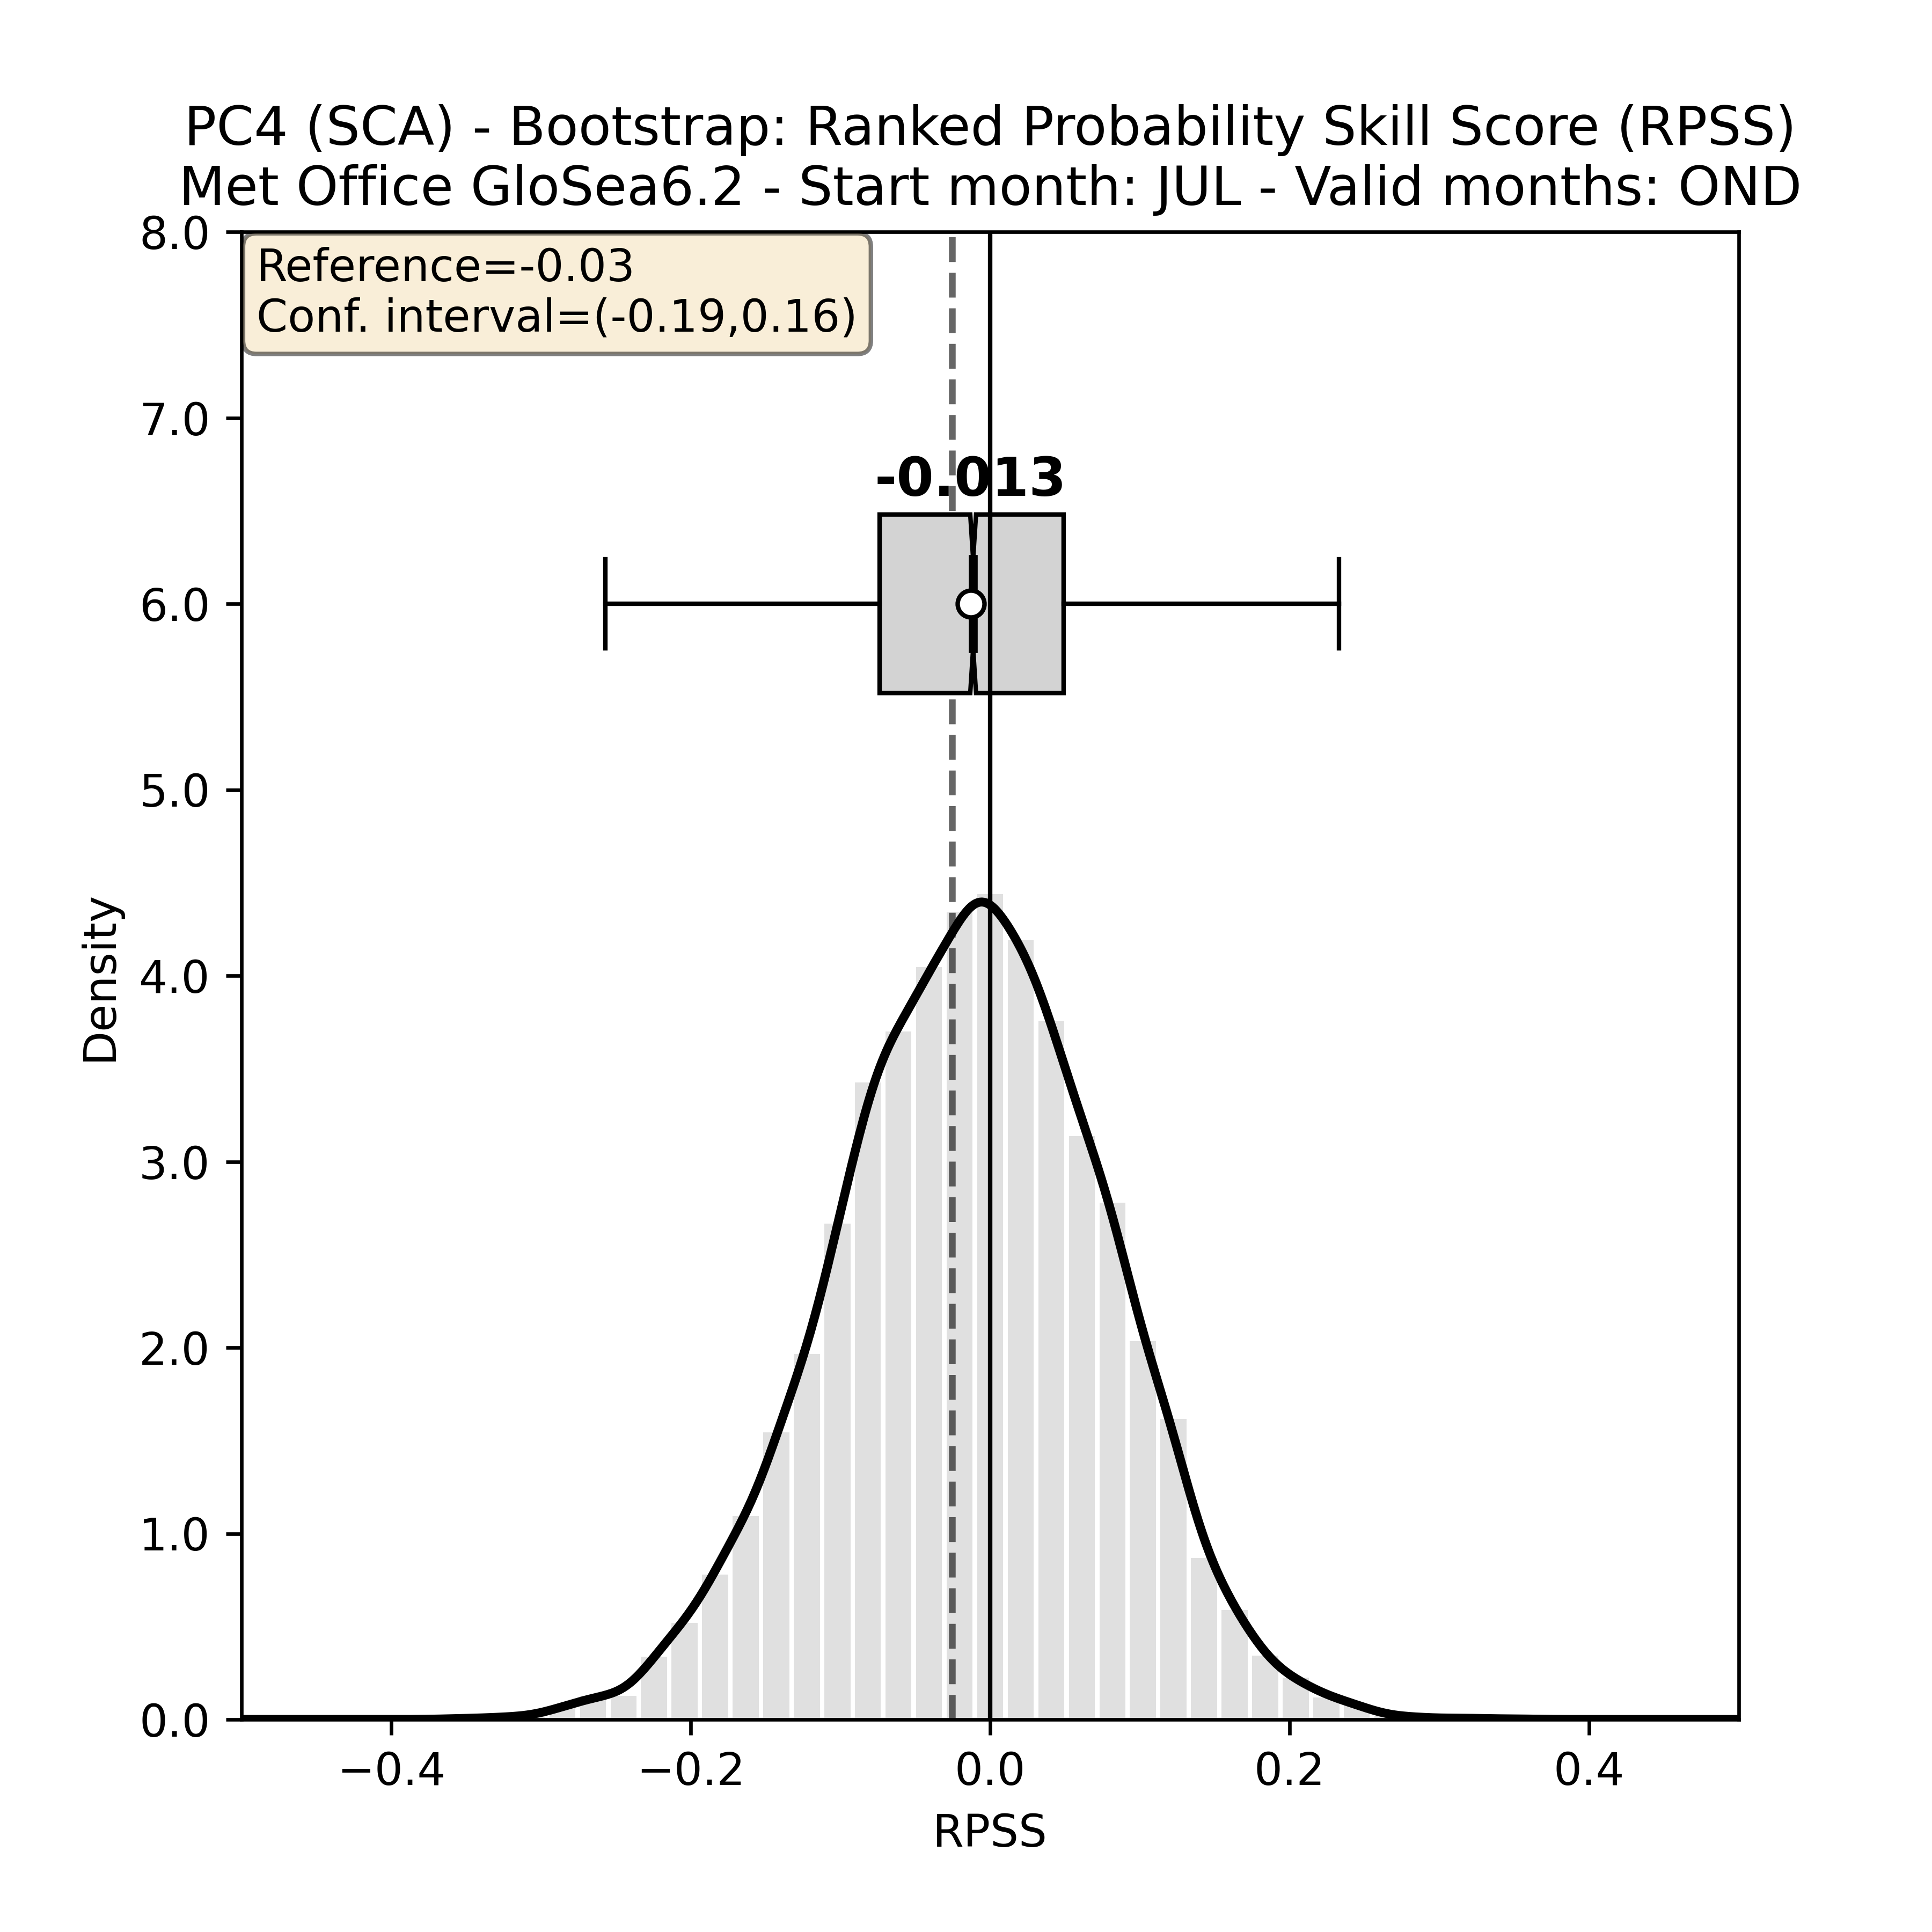 PC4 (SCA) - Bootstrap: Ranked Probability Skill Score (RPSS)
Met Office GloSea6.2 - Start month: JUL - Valid months: OND
Reference=-0.03
Conf. interval=(-0.19,0.16)
-0.013
8.0
7.0
6.0
5.0
4.0
3.0
2.0
1.0
0.0
Density
−0.4 −0.2 0.0 0.2 0.4
RPSS